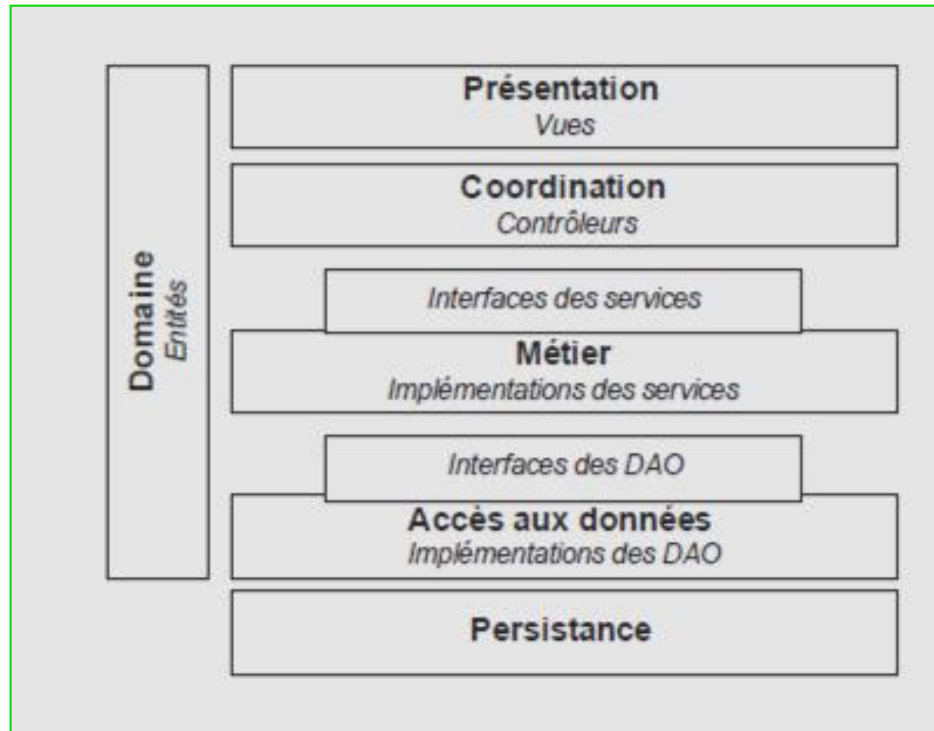 Domaine
Entités
Présentation
Vues
Coordination
Contrôleurs
Interfaces des services
Métier
Implémentations des services
Interfaces des DAO
Accès aux données
Implémentations des DAO
Persistance